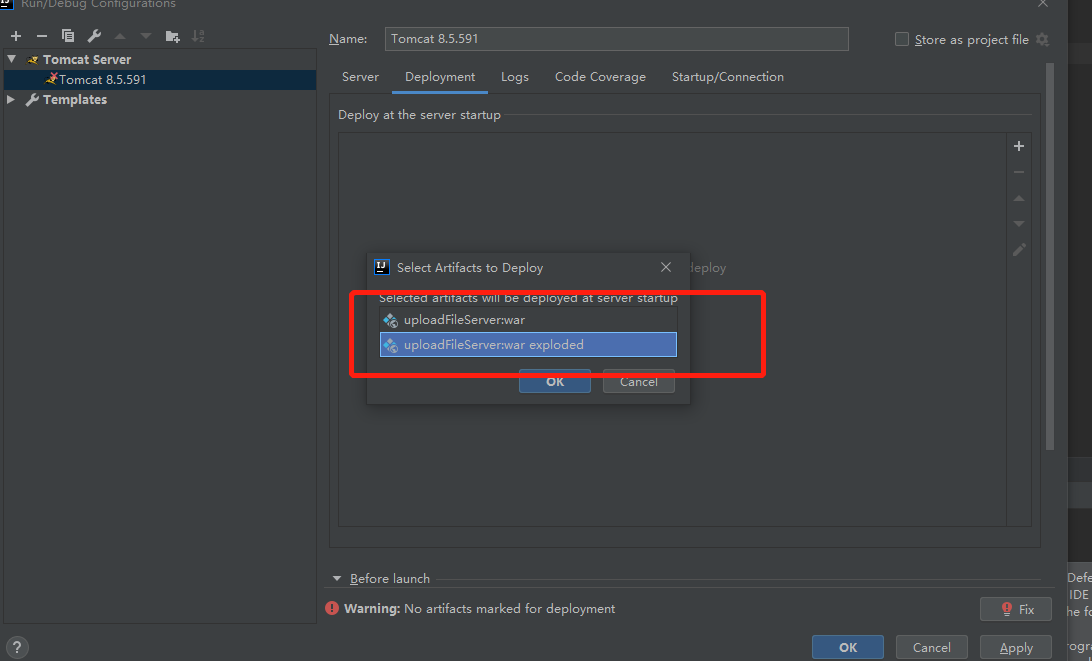 Run/Debug Configurations
Name: Tomcat 8.5.591 Store as project file
Tomcat Server
Tomcat 8.5.591
Templates
Server Deployment Logs Code Coverage Startup/Connection
Deploy at the server startup
deploy
IJ Select Artifacts to Deploy
Selected artifacts will be deployed at server startup
uploadFileServer:war
uploadFileServer:war exploded
OK Cancel
Before launch
Warning: No artifacts marked for deployment
Fix
? OK Cancel Apply
Defe
IDE
he fo
rogra